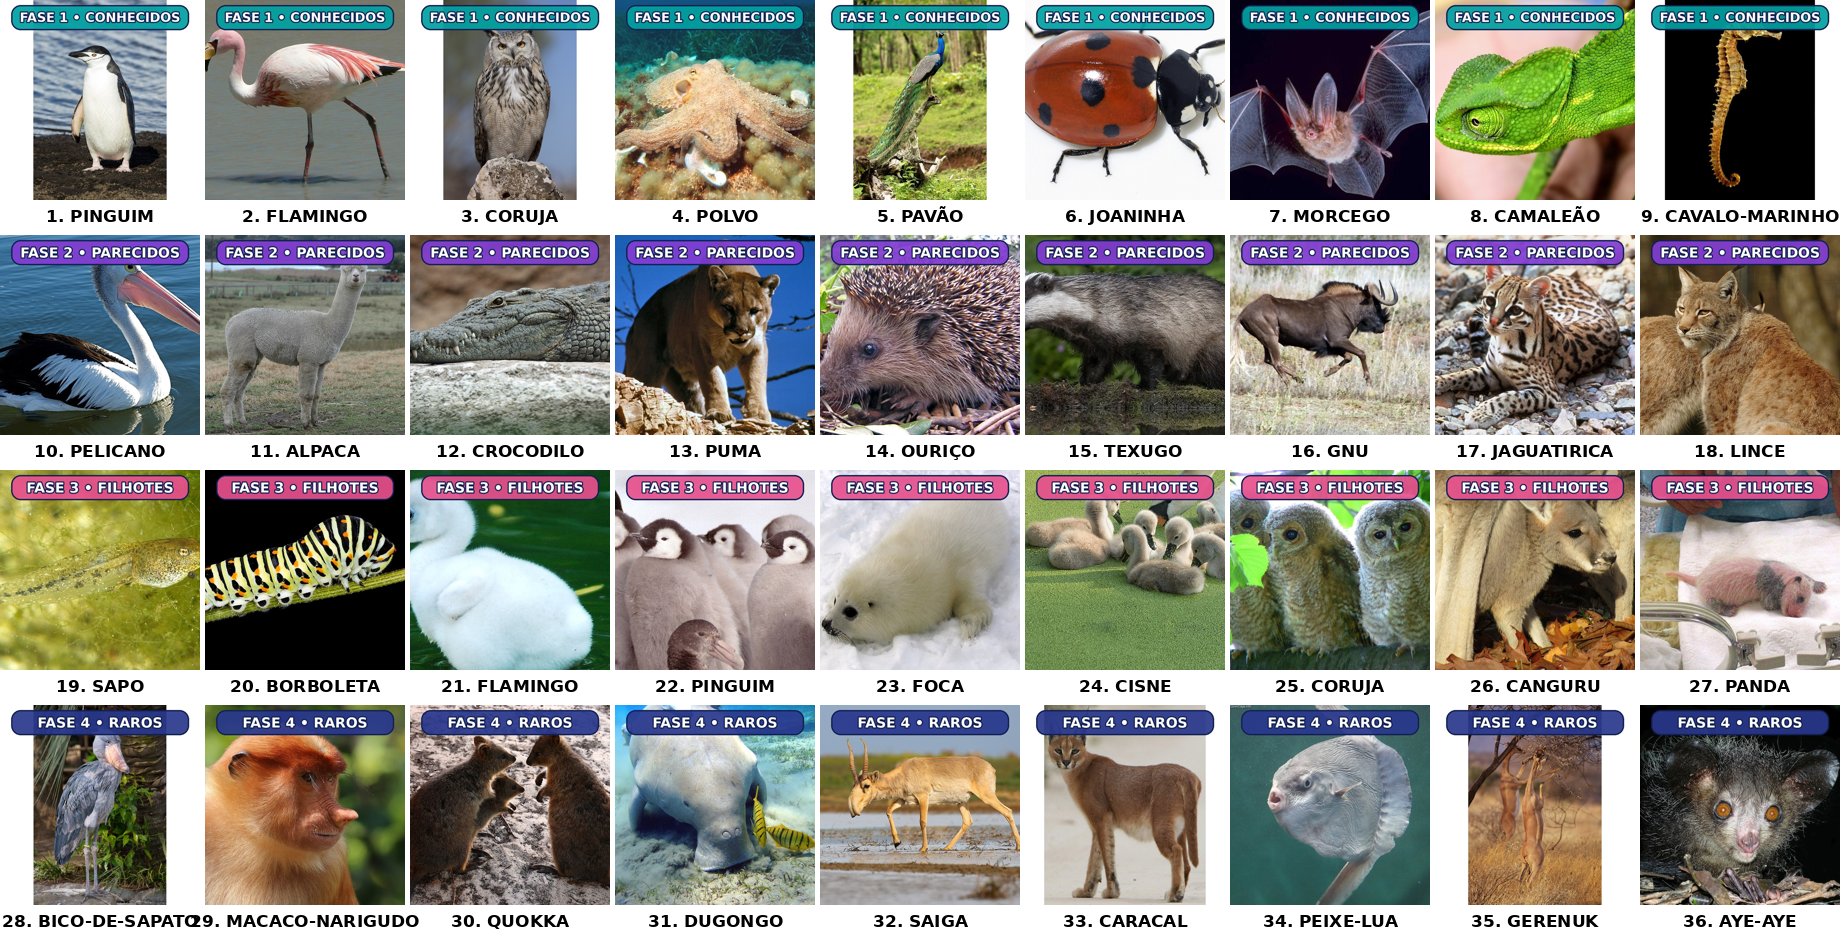 FASE 1 • CONHECIDOS FASE 1 • CONHECIDOS FASE 1 • CONHECIDOS FASE 1 • CONHECIDOS FASE 1 • CONHECIDOS FASE 1 • CONHECIDOS FASE 1 • CONHECIDOS FASE 1 • CONHECIDOS FASE 1 • CONHECIDOS
1. PINGUIM 2. FLAMINGO 3. CORUJA 4. POLVO 5. PAVÃO 6. JOANINHA 7. MORCEGO 8. CAMALEÃO 9. CAVALO-MARINHO
FASE 2 • PARECIDOS FASE 2 • PARECIDOS FASE 2 • PARECIDOS FASE 2 • PARECIDOS FASE 2 • PARECIDOS FASE 2 • PARECIDOS FASE 2 • PARECIDOS FASE 2 • PARECIDOS FASE 2 • PARECIDOS
10. PELICANO 11. ALPACA 12. CROCODILO 13. PUMA 14. OURIÇO 15. TEXUGO 16. GNU 17. JAGUATIRICA 18. LINCE
FASE 3 • FILHOTES FASE 3 • FILHOTES FASE 3 • FILHOTES FASE 3 • FILHOTES FASE 3 • FILHOTES FASE 3 • FILHOTES FASE 3 • FILHOTES FASE 3 • FILHOTES FASE 3 • FILHOTES
19. SAPO 20. BORBOLETA 21. FLAMINGO 22. PINGUIM 23. FOCA 24. CISNE 25. CORUJA 26. CANGURU 27. PANDA
FASE 4 • RAROS FASE 4 • RAROS FASE 4 • RAROS FASE 4 • RAROS FASE 4 • RAROS FASE 4 • RAROS FASE 4 • RAROS FASE 4 • RAROS FASE 4 • RAROS
28. BICO-DE-SAPATO 29. MACACO-NARIGUDO 30. QUOKKA 31. DUGONGO 32. SAIGA 33. CARACAL 34. PEIXE-LUA 35. GERENUK 36. AYE-AYE